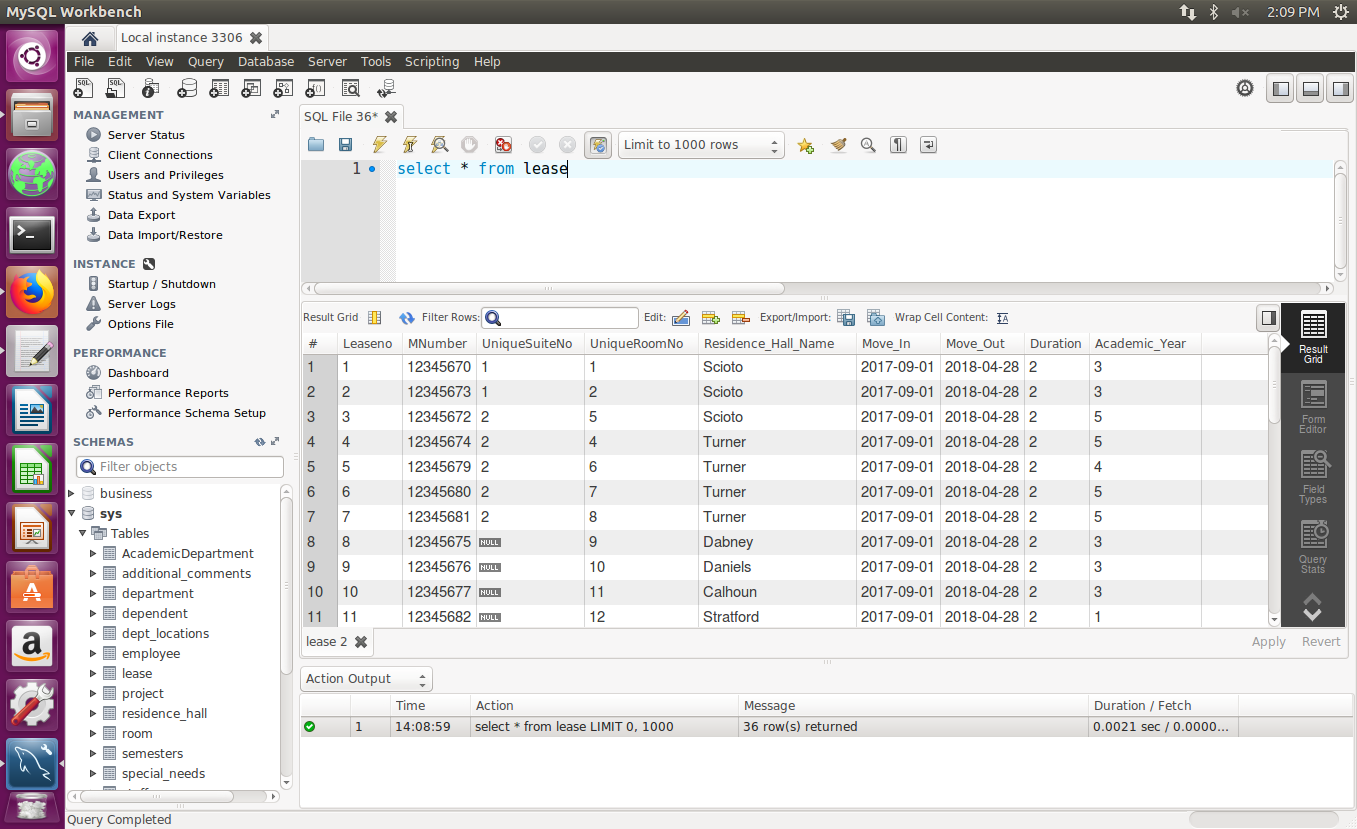 MySQL Workbench 2:09 PM
Local instance 3306
File Edit View Query Database Server Tools Scripting Help
MANAGEMENT
Server Status
Client Connections
Users and Privileges
Status and System Variables
Data Export
Data Import/Restore
INSTANCE
Startup / Shutdown
Server Logs
Options File
PERFORMANCE
Dashboard
Performance Reports
Performance Schema Setup
SCHEMAS
Filter objects
business
sys
Tables
AcademicDepartment
additional_comments
department
dependent
dept_locations
employee
lease
project
residence_hall
room
semesters
special_needs
SQL File 36*
Limit to 1000 rows
1 select * from lease
Result Grid Filter Rows: Edit: Export/Import: Wrap Cell Content:
# Leaseno MNumber UniqueSuiteNo UniqueRoomNo Residence_Hall_Name Move_In Move_Out Duration Academic_Year
1 1 12345670 1 1 Scioto 2017-09-01 2018-04-28 2 3
2 2 12345673 1 2 Scioto 2017-09-01 2018-04-28 2 3
3 3 12345672 2 5 Scioto 2017-09-01 2018-04-28 2 5
4 4 12345674 2 4 Turner 2017-09-01 2018-04-28 2 5
5 5 12345679 2 6 Turner 2017-09-01 2018-04-28 2 4
6 6 12345680 2 7 Turner 2017-09-01 2018-04-28 2 5
7 7 12345681 2 8 Turner 2017-09-01 2018-04-28 2 5
8 8 12345675 NULL 9 Dabney 2017-09-01 2018-04-28 2 3
9 9 12345676 NULL 10 Daniels 2017-09-01 2018-04-28 2 3
10 10 12345677 NULL 11 Calhoun 2017-09-01 2018-04-28 2 3
11 11 12345682 NULL 12 Stratford 2017-09-01 2018-04-28 2 1
Result
Grid
Form
Editor
Field
Types
Query
Stats
lease 2 Apply Revert
Action Output
Time Action Message Duration / Fetch
1 14:08:59 select * from lease LIMIT 0, 1000 36 row(s) returned 0.0021 sec / 0.0000...
Query Completed